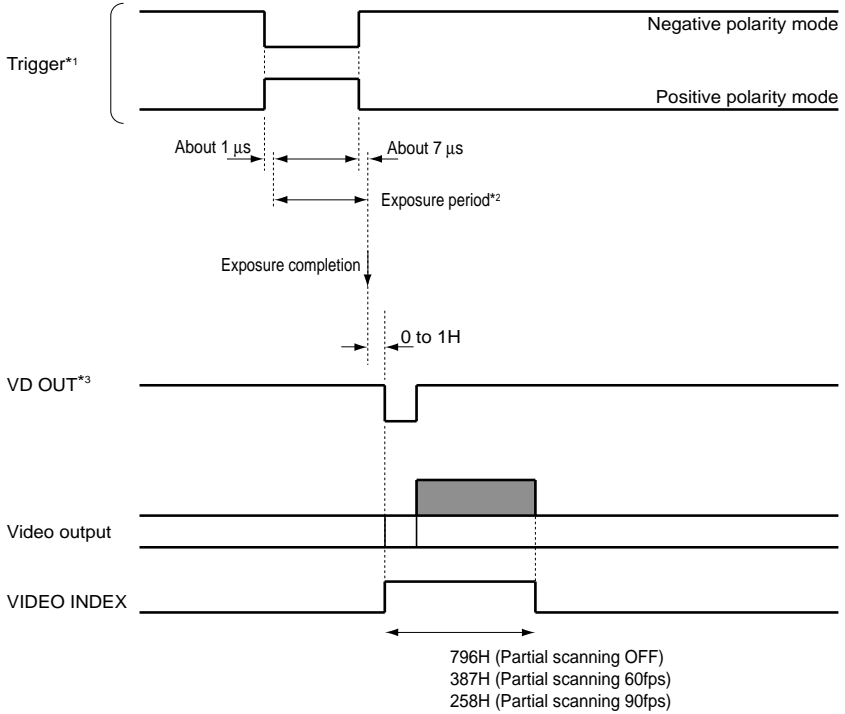 Negative polarity mode
Trigger*1
Positive polarity mode
About 1 μs
About 7 μs
Exposure period*2
Exposure completion
0 to 1H
VD OUT*3
Video output
VIDEO INDEX
796H (Partial scanning OFF)
387H (Partial scanning 60fps)
258H (Partial scanning 90fps)